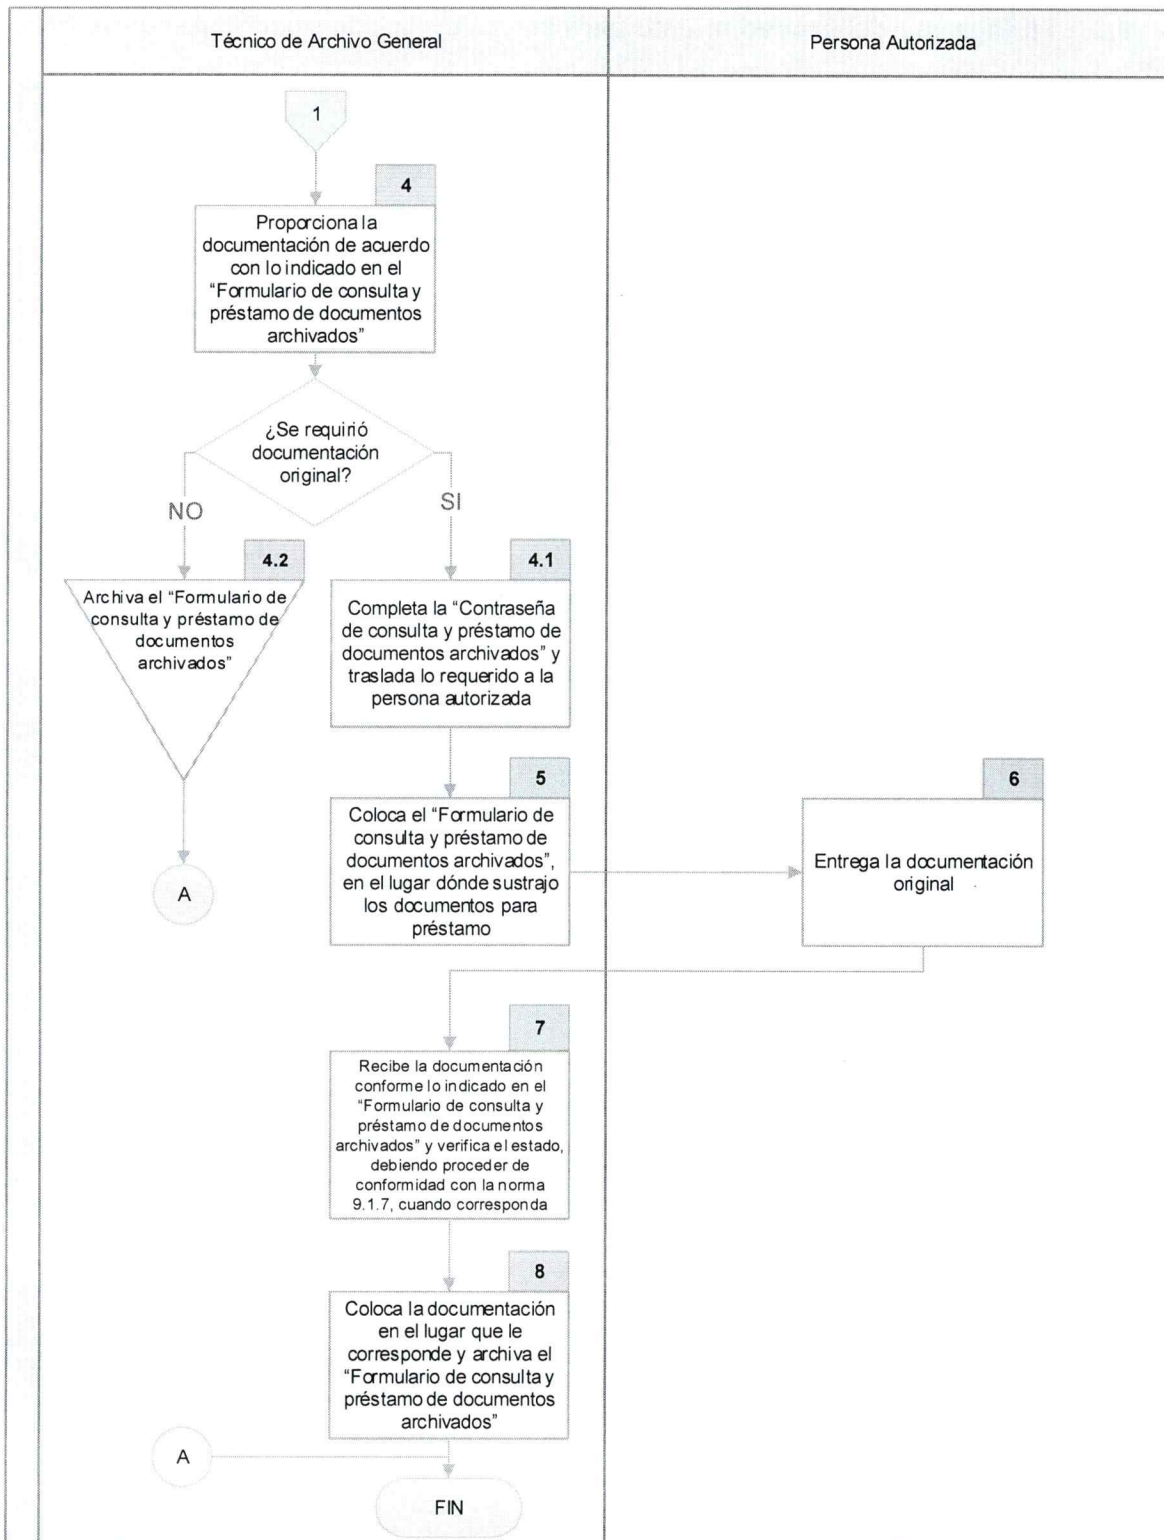 Técnico de Archivo General
Persona Autorizada
1
4
Proporciona la
documentación de acuerdo
con lo indicado en el
“Formulario de consulta y
préstamo de documentos
archivados”
¿Se requirió
documentación
original?
NO
SI
4.2
Archiva el “Formulario de
consulta y préstamo de
documentos
archivados”
A
4.1
Completa la “Contraseña
de consulta y préstamo de
documentos archivados” y
traslada lo requerido a la
persona autorizada
5
Coloca el “Formulario de
consulta y préstamo de
documentos archivados”,
en el lugar dónde sustrajo
los documentos para
préstamo
6
Entrega la documentación
original
7
Recibe la documentación
conforme lo indicado en el
“Formulario de consulta y
préstamo de documentos
archivados” y verifica el estado,
debiendo proceder de
conformidad con la norma
9.1.7, cuando corresponda
8
Coloca la documentación
en el lugar que le
corresponde y archiva el
“Formulario de consulta y
préstamo de documentos
archivados”
A
FIN